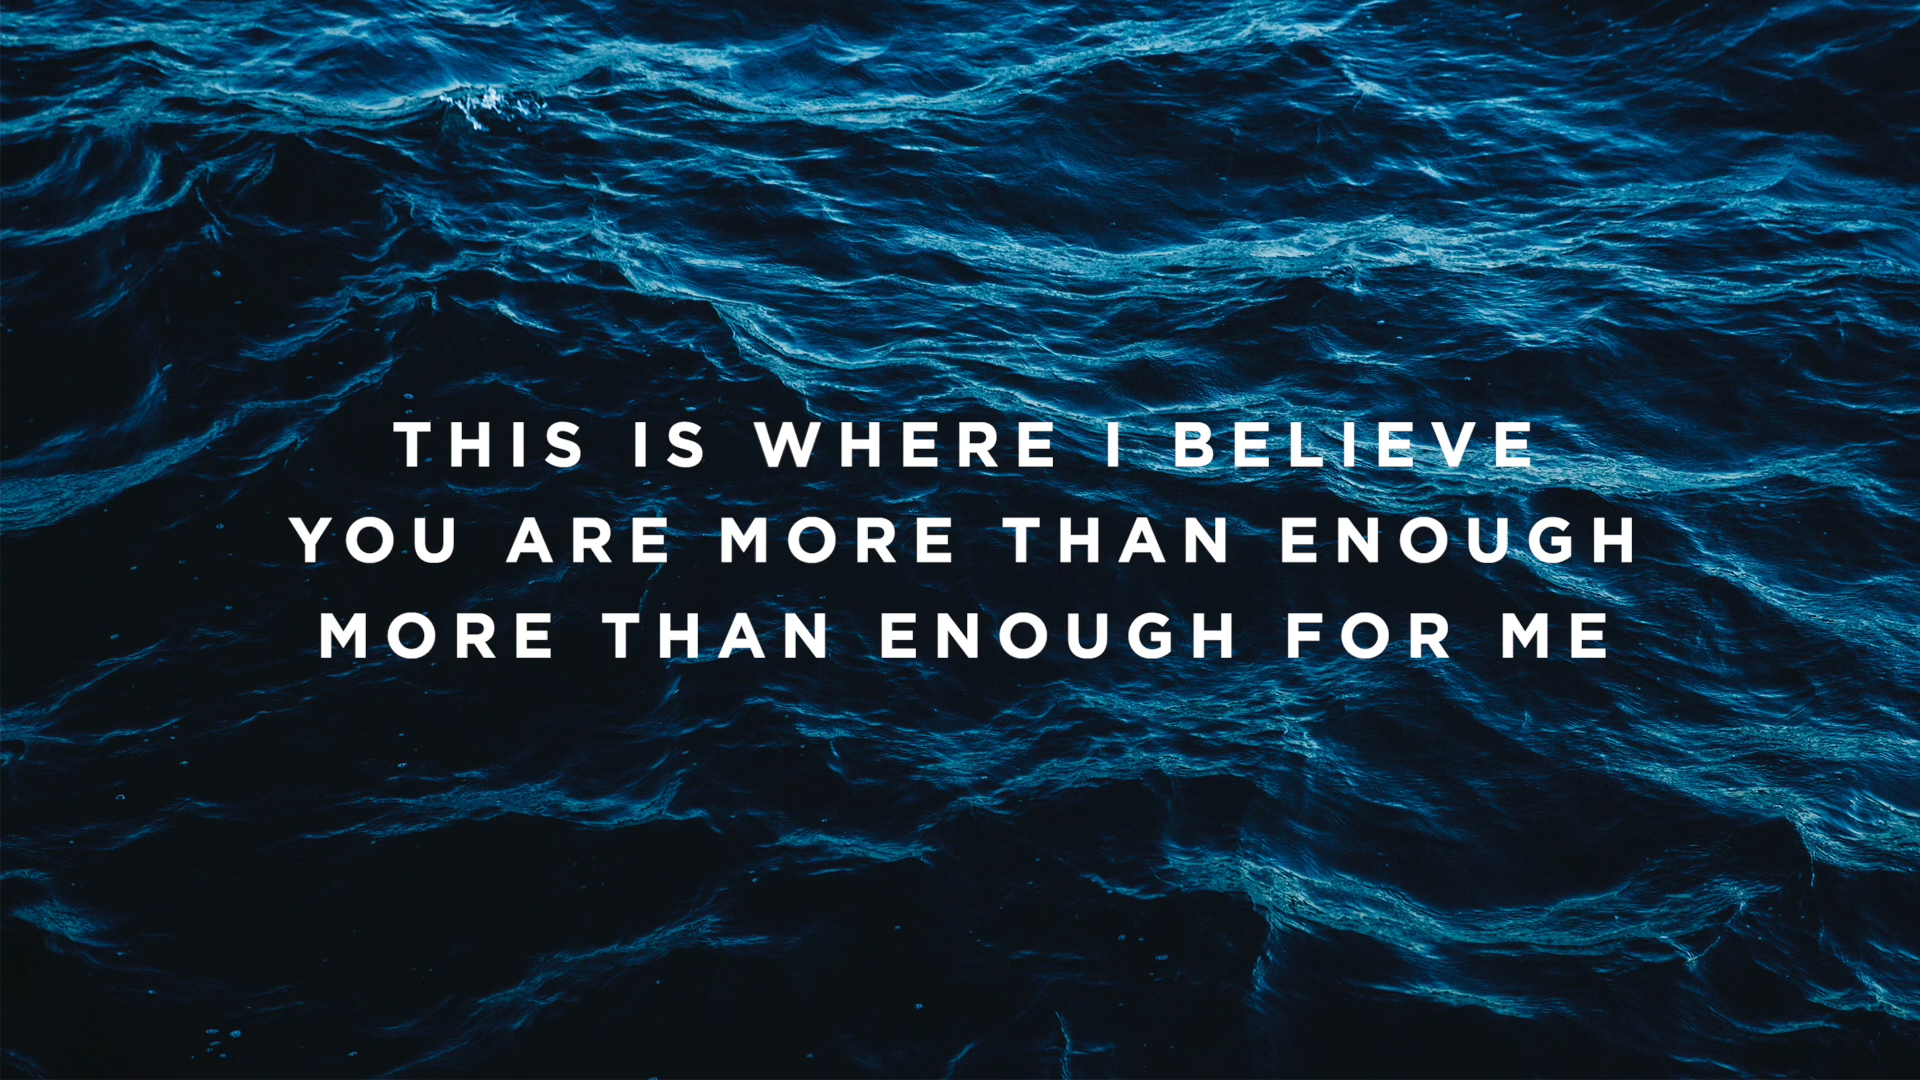 THIS IS WHERE I BELIEVE
YOU ARE MORE THAN ENOUGH
MORE THAN ENOUGH FOR ME